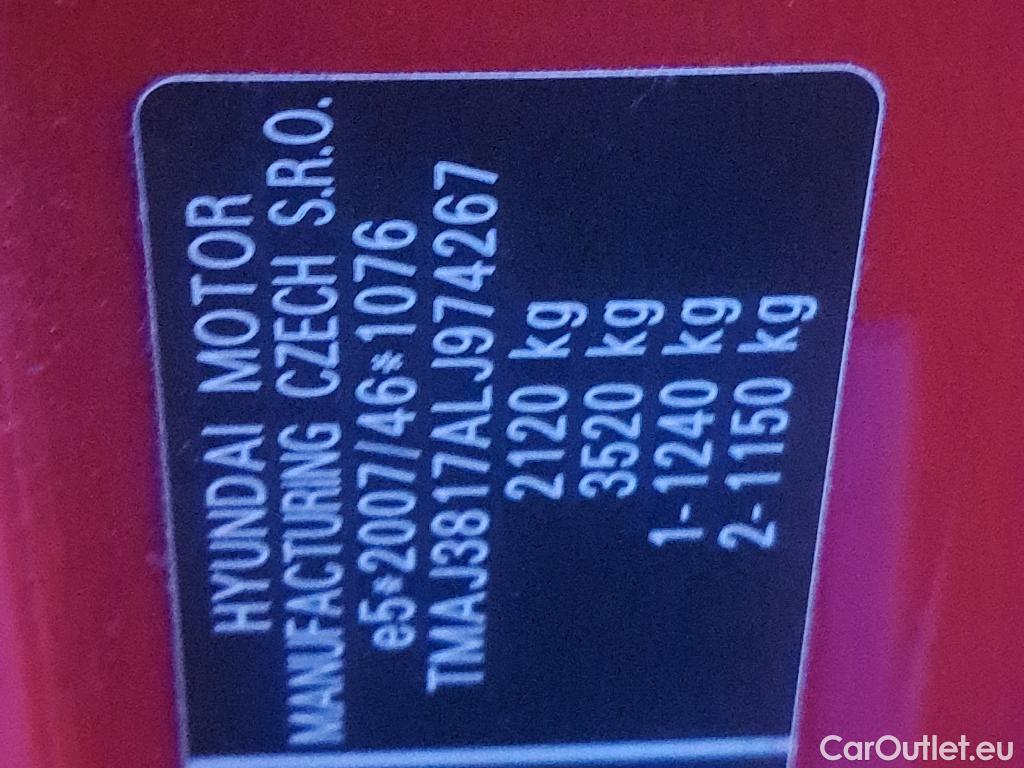 HYUNDAI MOTOR
MANUFACTURING CZECH S.R.O.
e5*2007/46*1076
TMAJ3817ALJ974267
2120 kg
3520 kg
1- 1240 kg
2- 1150 kg
CarOutlet.eu